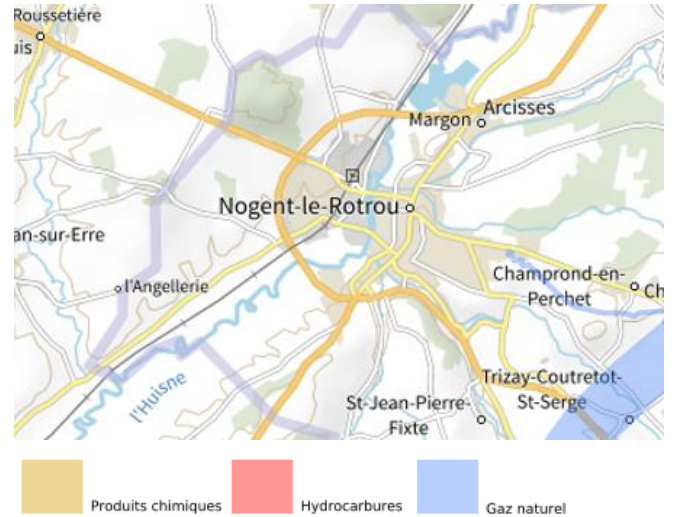 Roussetière
uis
Arcisses
Margon
Nogent-le-Rotrou
an-sur-Erre
l'Angellerie
Champrond-en-
Perchet
Ch
l'Huisne
Trizay-Coutretot-
St-Serge
St-Jean-Pierre-
Fixte
Produits chimiques
Hydrocarbures
Gaz naturel